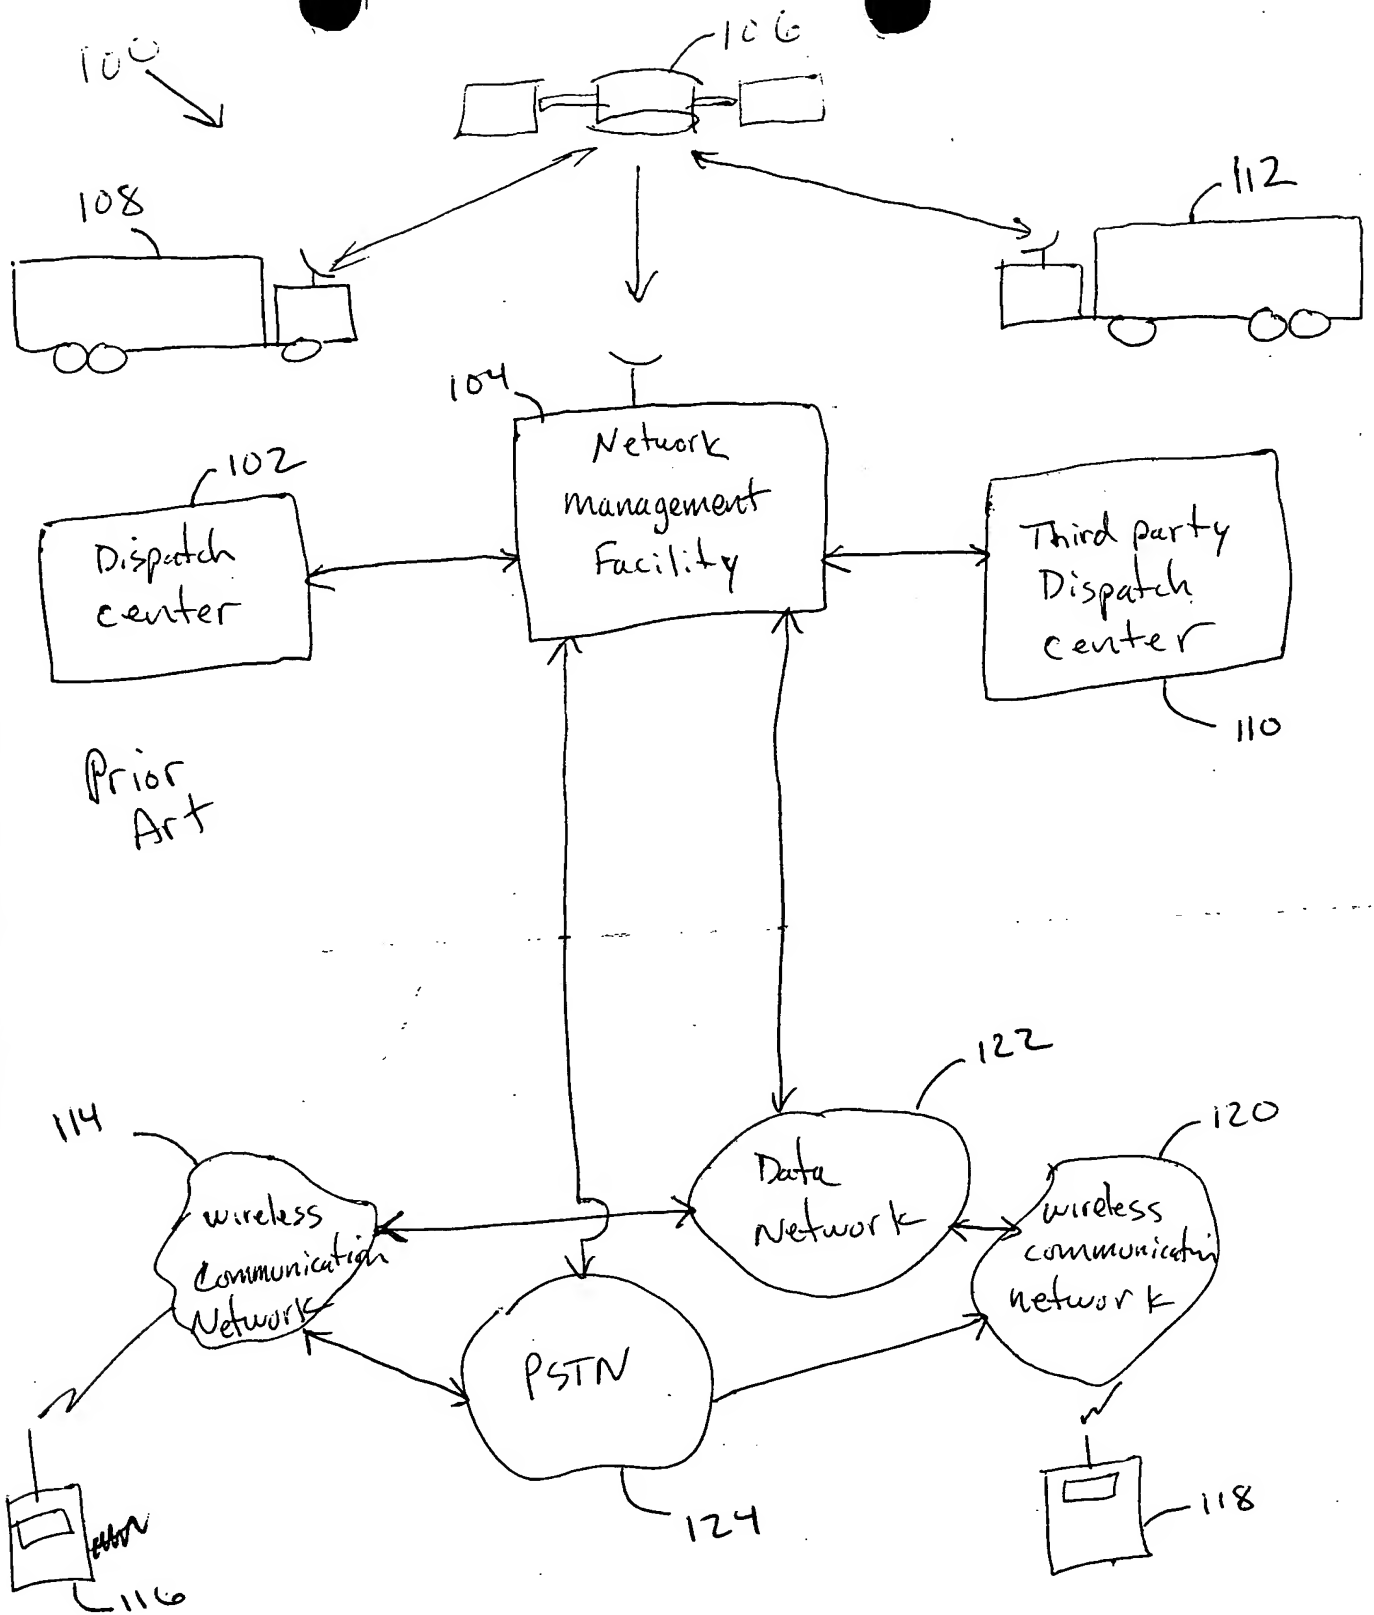 100
106
108
112
104
Network
Management
Facility
102
Dispatch
center
Third party
Dispatch
center
110
Prior
Art
122
114
120
Data
Network
wireless
Communication
Network
wireless
communicatin
network
PSTN
124
118
116